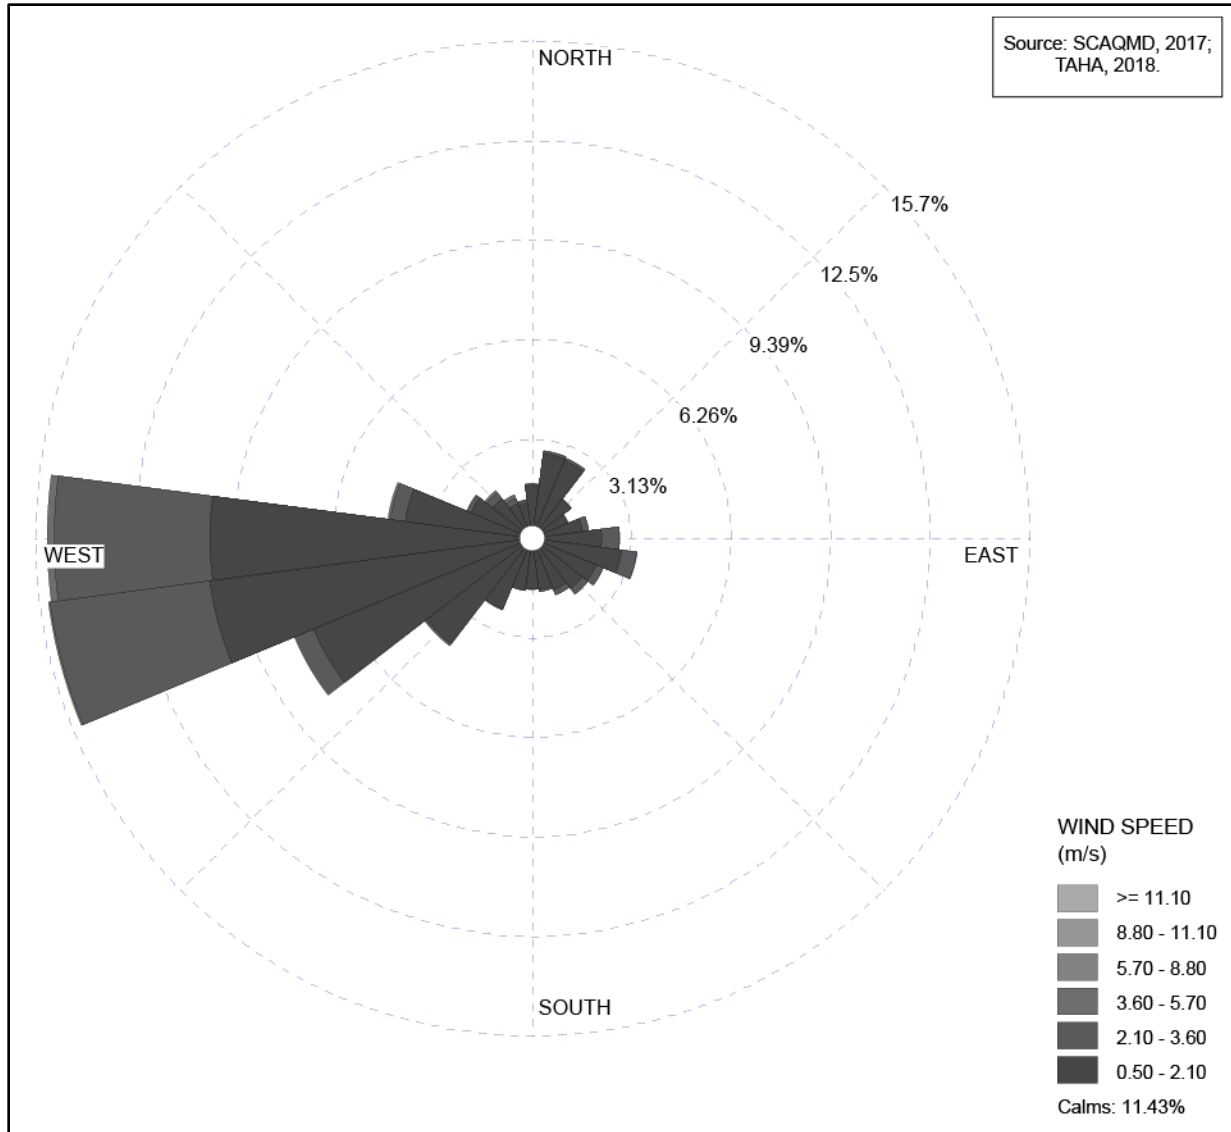 Source: SCAQMD, 2017;
TAHA, 2018.
NORTH
15.7%
12.5%
9.39%
6.26%
3.13%
WEST
EAST
SOUTH
WIND SPEED
(m/s)
>= 11.10
8.80 - 11.10
5.70 - 8.80
3.60 - 5.70
2.10 - 3.60
0.50 - 2.10
Calms: 11.43%